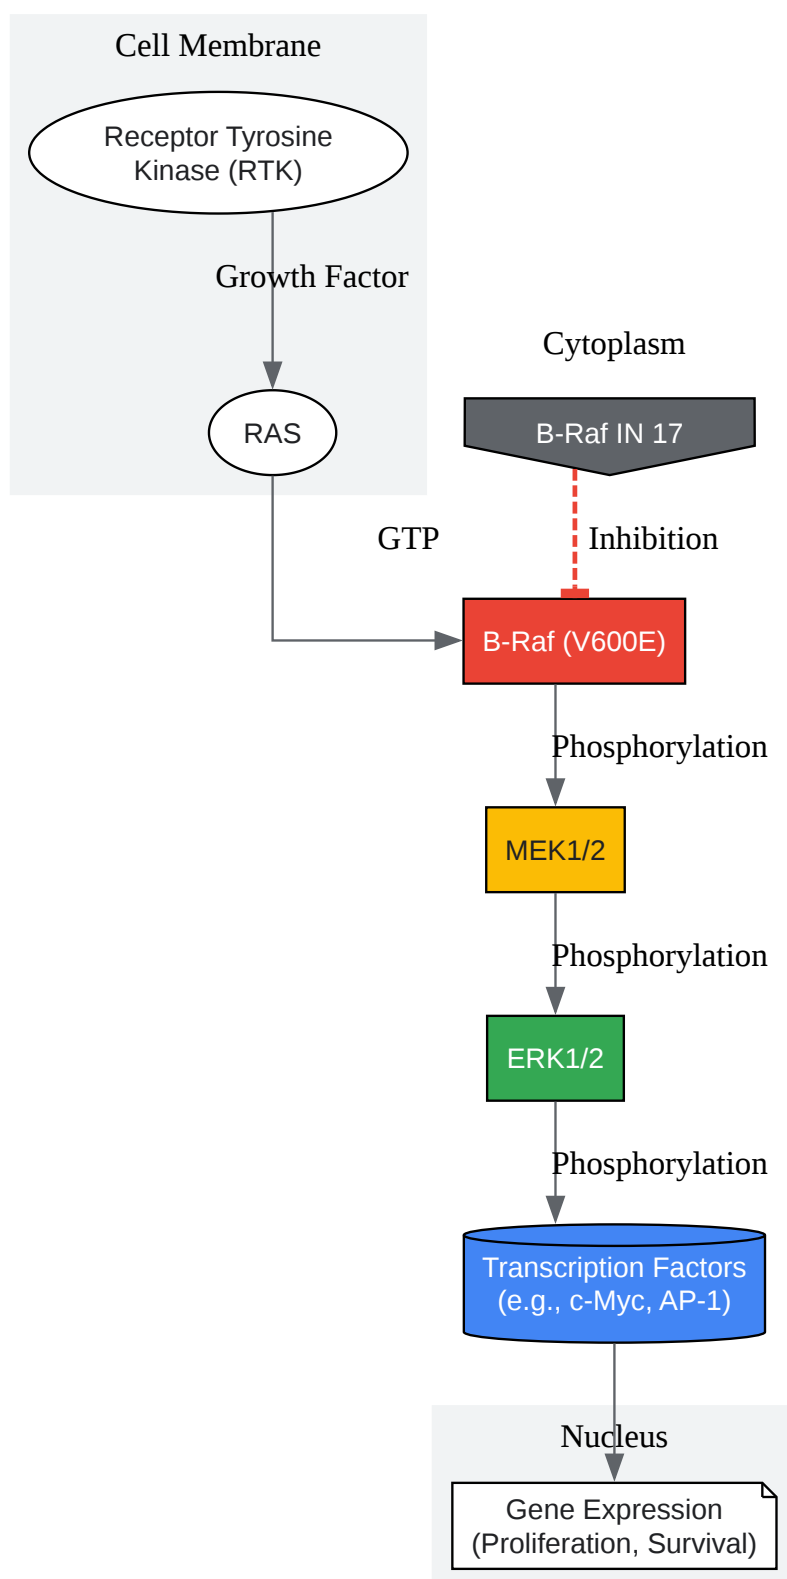 Cell Membrane
Receptor Tyrosine
Kinase (RTK)
Growth Factor
RAS
Cytoplasm
B-Raf IN 17
GTP
Inhibition
B-Raf (V600E)
Phosphorylation
MEK1/2
Phosphorylation
ERK1/2
Phosphorylation
Transcription Factors
(e.g., c-Myc, AP-1)
Nucleus
Gene Expression
(Proliferation, Survival)